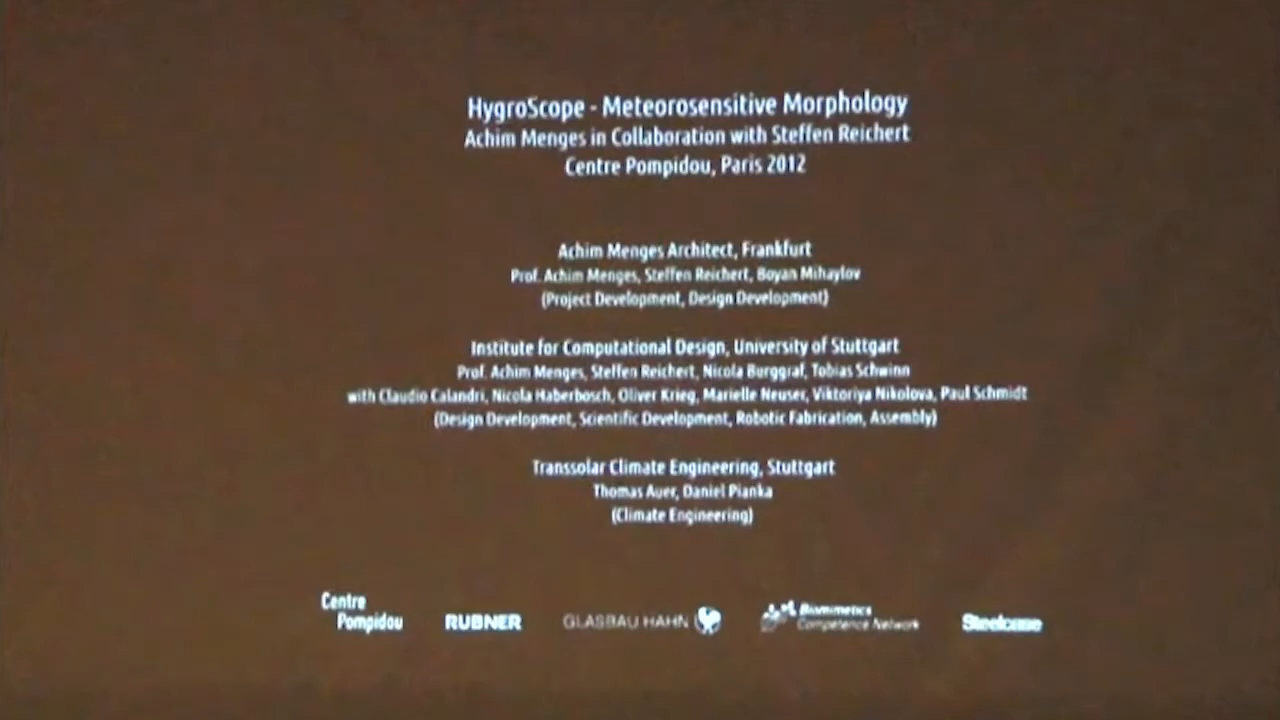 HygroScope - Meteorosensitive Morphology
Achim Menges in Collaboration with Steffen Reichert
Centre Pompidou, Paris 2012
Achim Menges Architect, Frankfurt
Prof. Achim Menges, Steffen Reichert, Boyan Mihaylov
(Project Development, Design Development)
Institute for Computational Design, University of Stuttgart
Prof. Achim Menges, Steffen Reichert, Nicola Burggraf, Tobias Schwinn
with Claudio Calandri, Nicola Haberbosch, Oliver Krieg, Marielle Neuser, Viktoriya Nikolova, Paul Schmidt
(Design Development, Scientific Development, Robotic Fabrication, Assembly)
Transsolar Climate Engineering, Stuttgart
Thomas Auer, Daniel Pianka
(Climate Engineering)
Centre
Pompidou
RUBNER
GLASBAU HAHN
Biomimetics
Competence Network
Steelcase